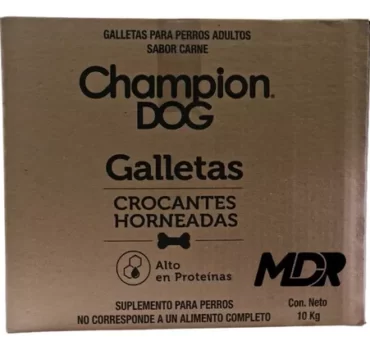 GALLETAS PARA PERROS ADULTOS
SABOR CARNE
Champion
DOG
Galletas
CROCANTES
HORNEADAS
Alto
en Proteínas
MDR
SUPLEMENTO PARA PERROS
NO CORRESPONDE A UN ALIMENTO COMPLETO
Con. Neto
10 Kg